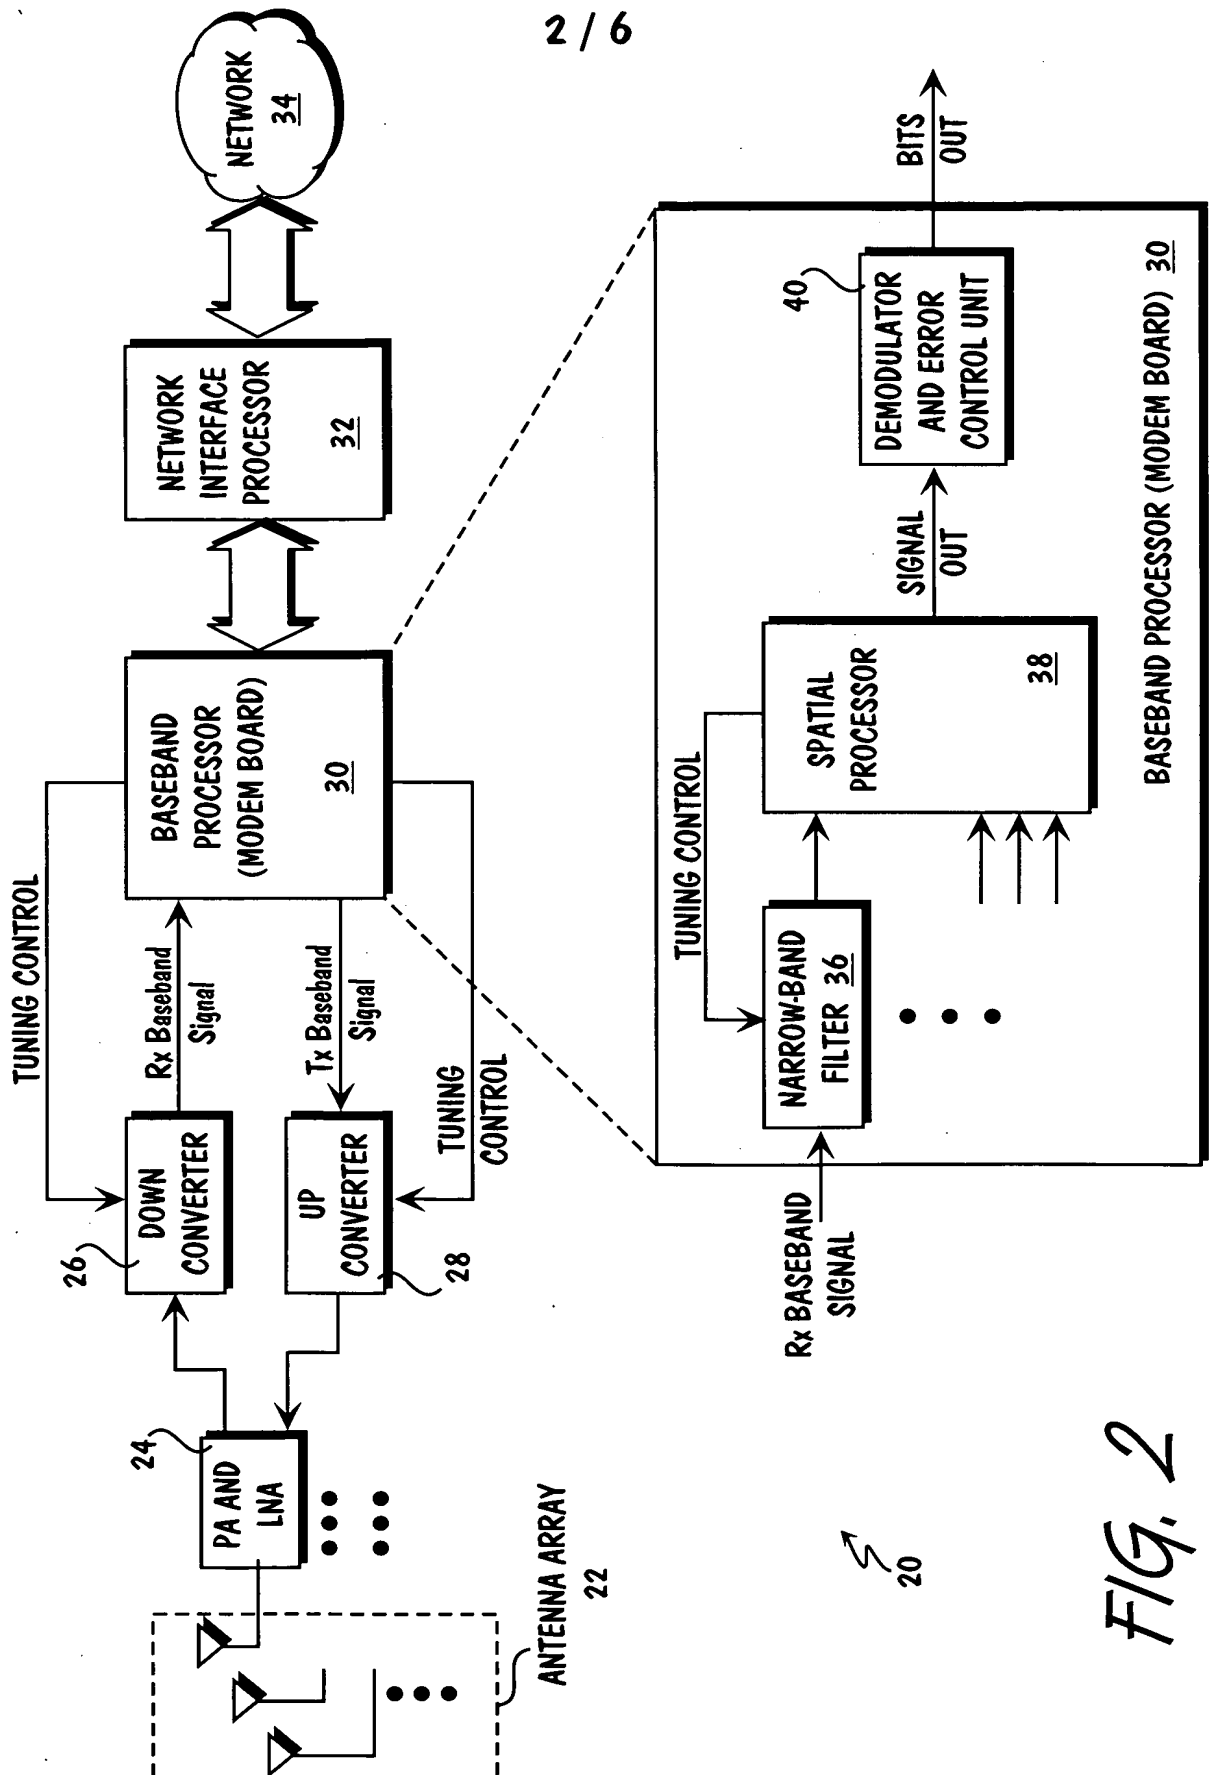 2 / 6
ANTENNA ARRAY
22
24
PA AND
LNA
26
DOWN
CONVERTER
UP
CONVERTER
28
TUNING CONTROL
Rx Baseband
Signal
Tx Baseband
Signal
TUNING
CONTROL
BASEBAND
PROCESSOR
(MODEM BOARD)
30
NETWORK
INTERFACE
PROCESSOR
32
NETWORK
34
Rx BASEBAND
SIGNAL
NARROW-BAND
FILTER 36
TUNING CONTROL
SPATIAL
PROCESSOR
38
SIGNAL
OUT
40
DEMODULATOR
AND ERROR
CONTROL UNIT
BITS
OUT
BASEBAND PROCESSOR (MODEM BOARD) 30
20
FIG. 2